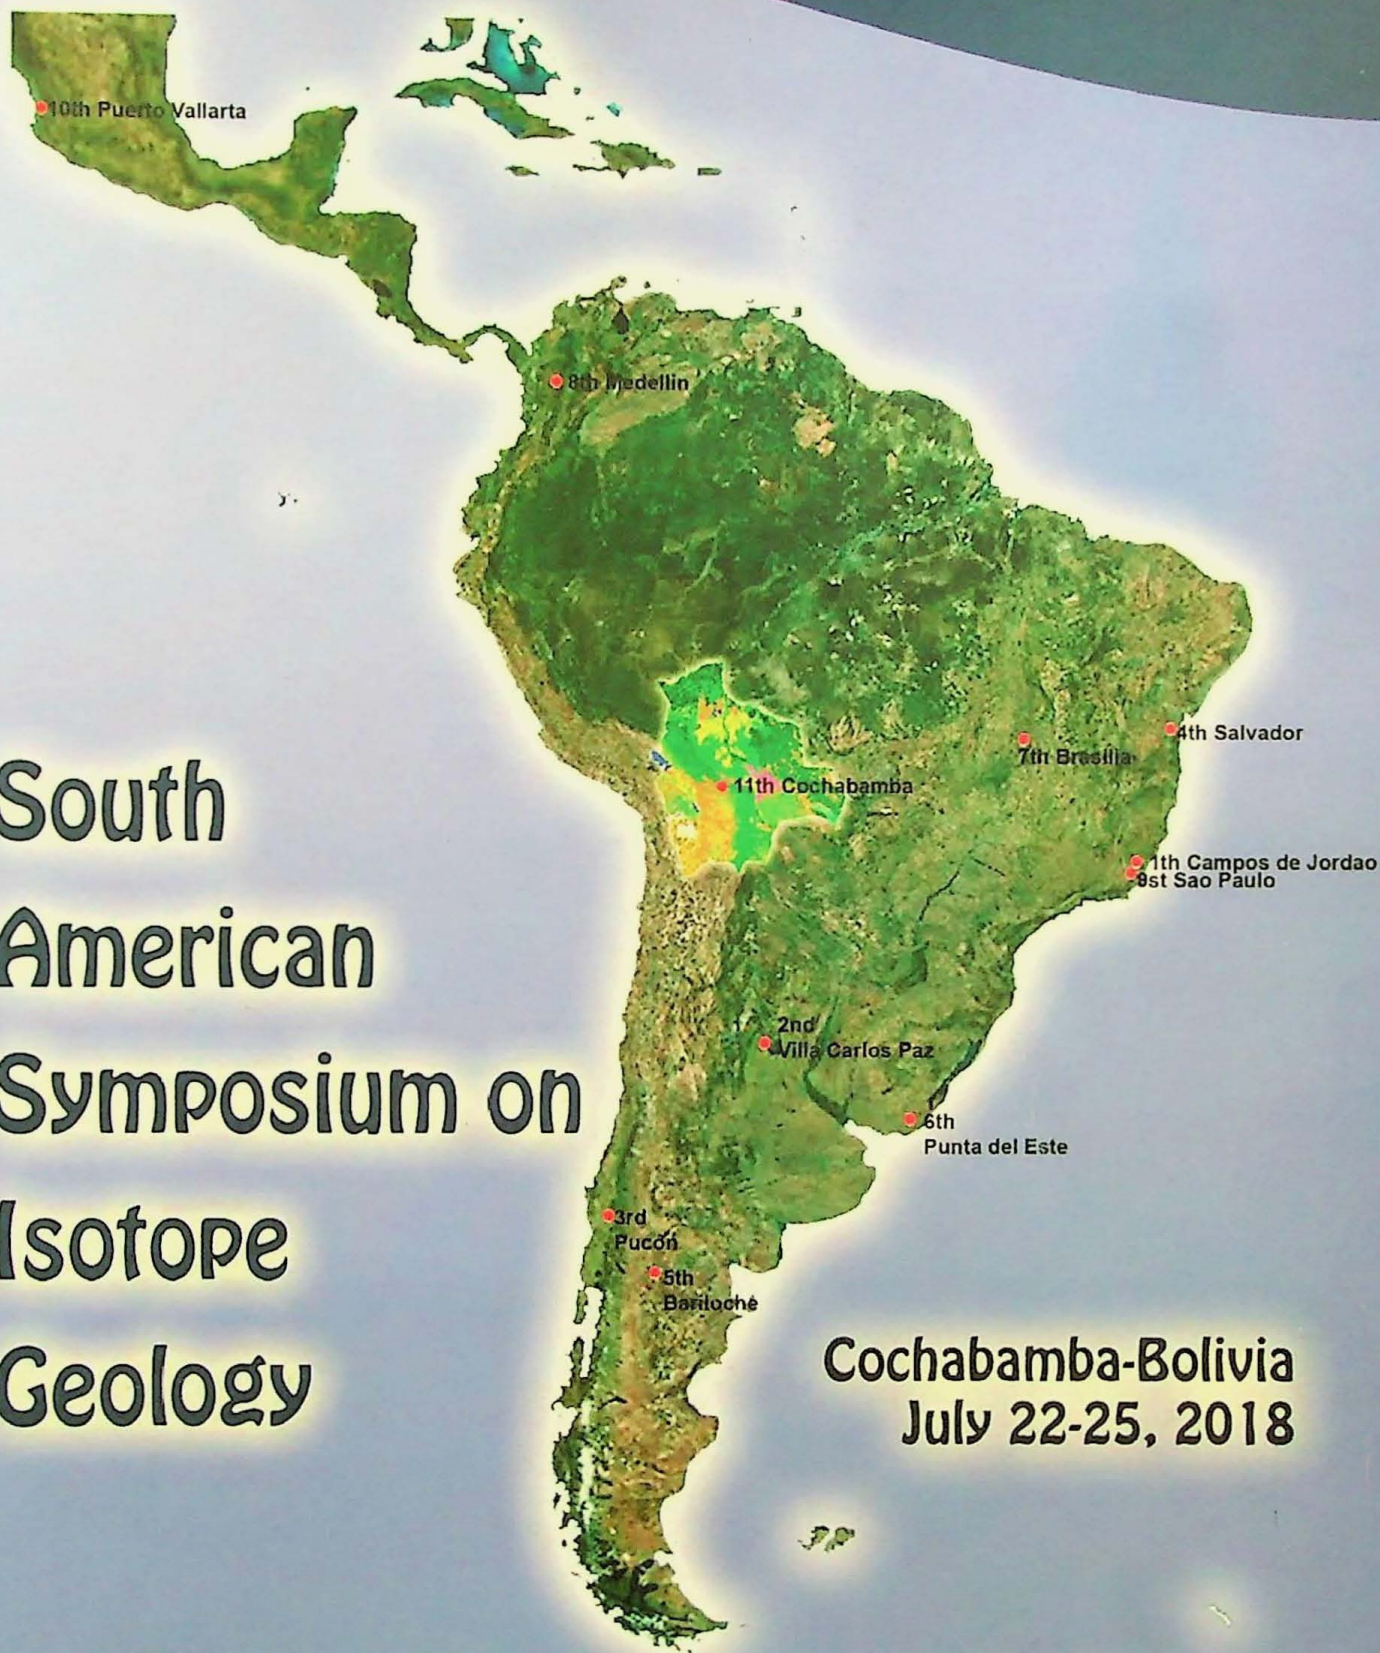 10th Puerto Vallarta
8th Medellin
4th Salvador
7th Brasilia
11th Cochabamba
1th Campos de Jordao
9st Sao Paulo
2nd
Villa Carlos Paz
6th
Punta del Este
3rd
Pucón
5th
Bariloche
South
American
Symposium on
Isotope
Geology
Cochabamba-Bolivia
July 22-25, 2018